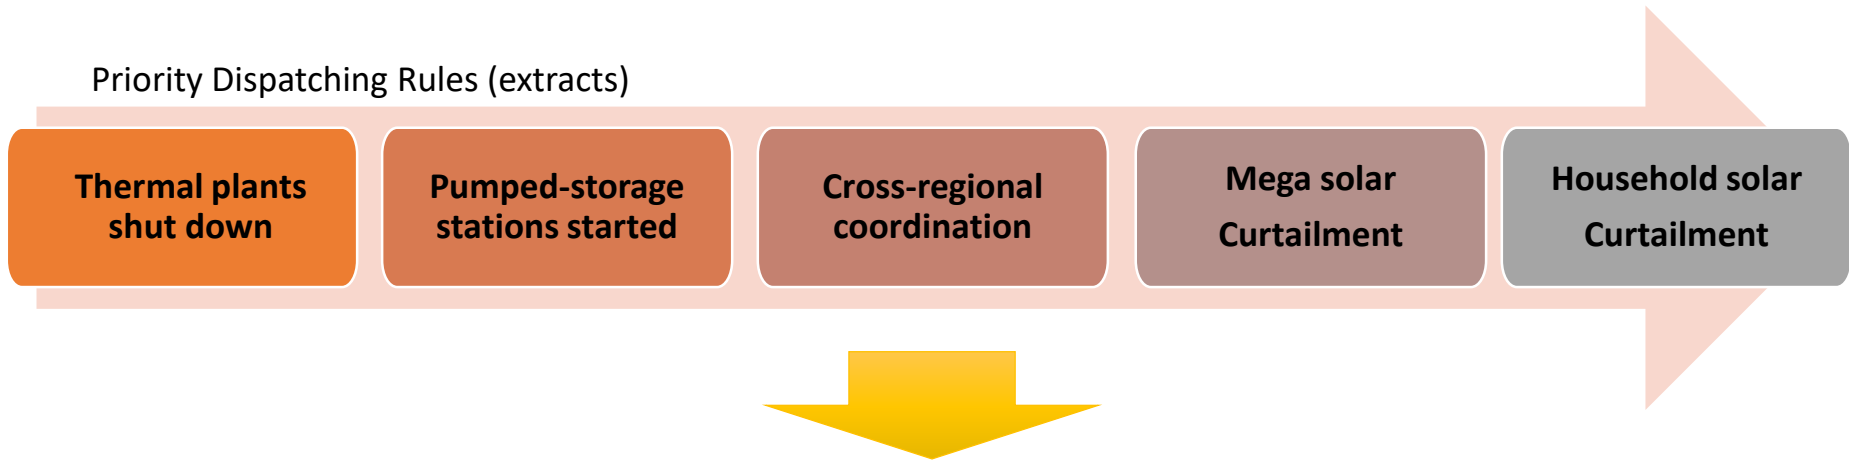 Priority Dispatching Rules (extracts)
Thermal plants
shut down
Pumped-storage
stations started
Cross-regional
coordination
Mega solar
Curtailment
Household solar
Curtailment